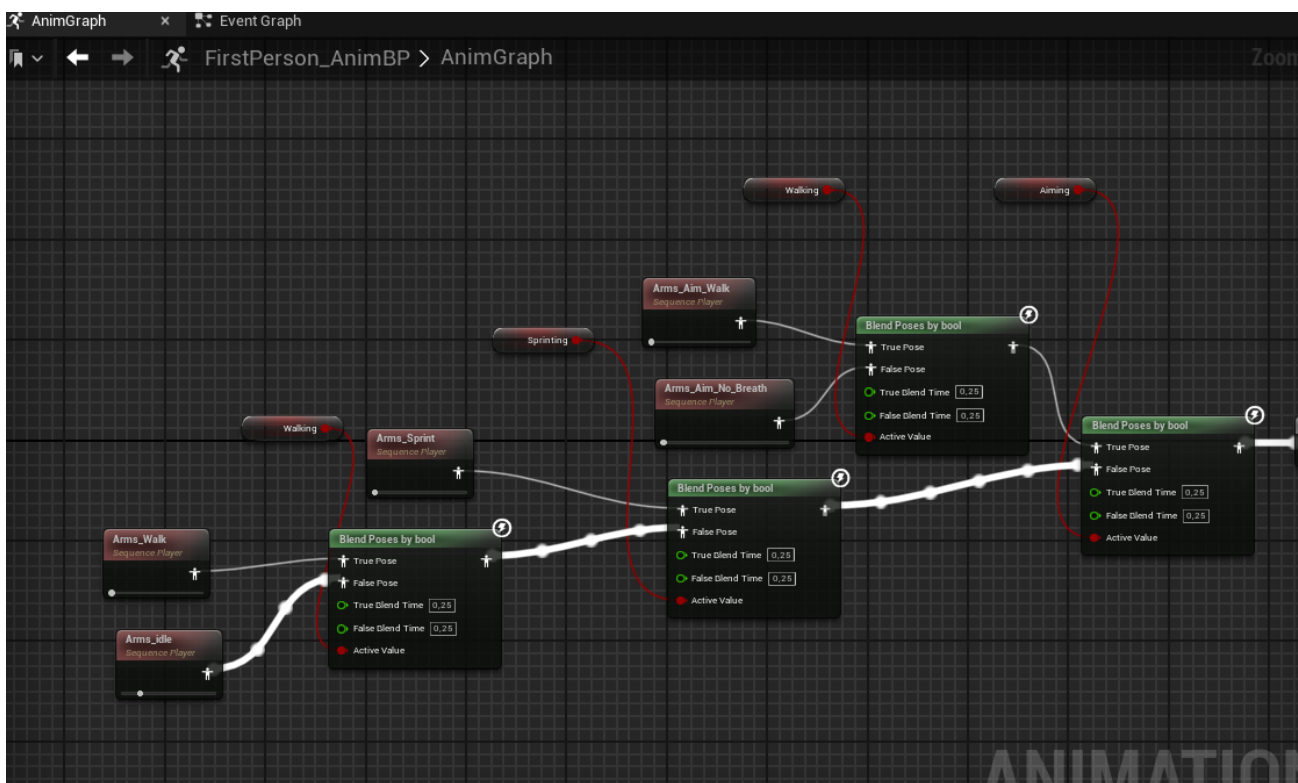 AnimGraph
Event Graph
FirstPerson_AnimBP > AnimGraph
Zoom
Walking
Aiming
Arms_Aim_Walk
Sequence Player
Blend Poses by bool
True Pose
False Pose
True Blend Time 0,25
False Blend Time 0,25
Active Value
Sprinting
Arms_Aim_No_Breath
Sequence Player
Blend Poses by bool
True Pose
False Pose
True Blend Time 0,25
False Blend Time 0,25
Active Value
Walking
Arms_Sprint
Sequence Player
Blend Poses by bool
True Pose
False Pose
True Blend Time 0,25
False Blend Time 0,25
Active Value
Arms_Walk
Sequence Player
Blend Poses by bool
True Pose
False Pose
True Blend Time 0,25
False Blend Time 0,25
Active Value
Arms_idle
Sequence Player
ANIMATION